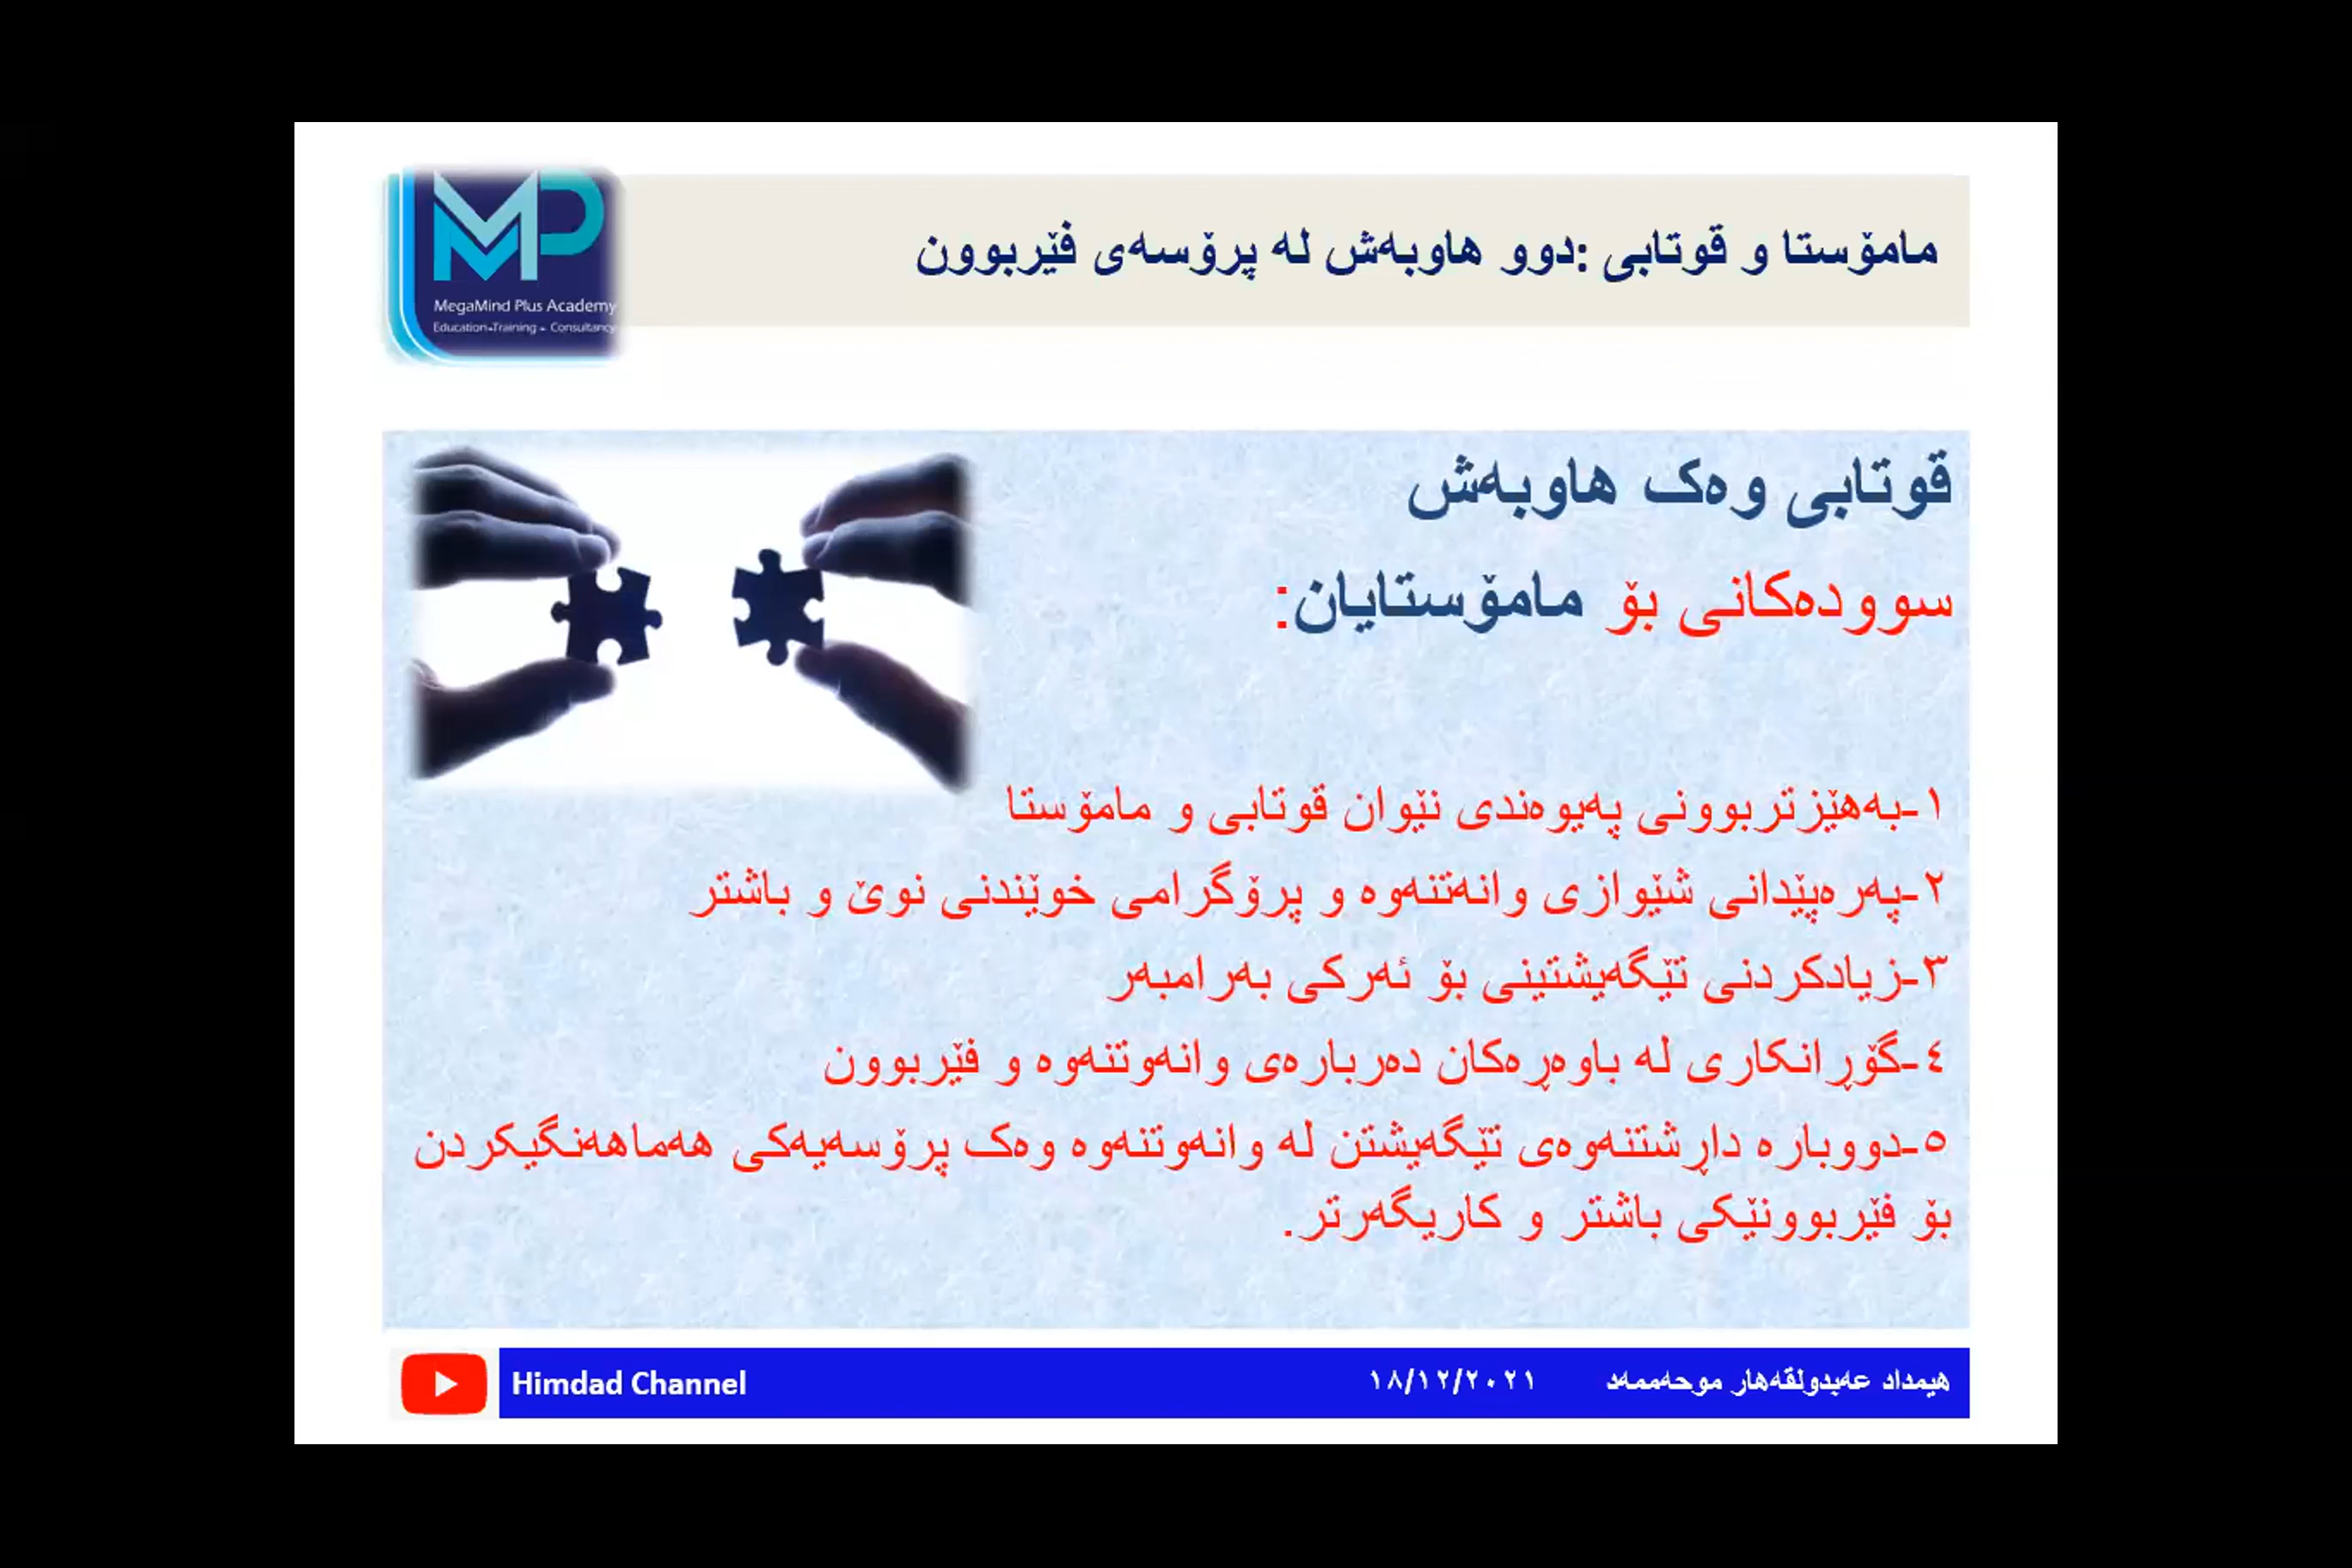 MP
MegaMind Plus Academy
Education-Training - Consultancy
مامۆستا و قوتابی :دوو هاوبەش لە پرۆسەی فێربوون
قوتابی وەک هاوبەش
سوودەکانی بۆ مامۆستایان:
١-بەهێزتربوونی پەیوەندی نێوان قوتابی و مامۆستا
٢-پەرەپێدانی شێوازی وانەتنەوە و پرۆگرامی خوێندنی نوێ و باشتر
٣-زیادکردنی تێگەیشتینی بۆ ئەرکی بەرامبەر
٤-گۆڕانکاری لە باوەڕەکان دەربارەی وانەوتنەوە و فێربوون
٥-دووبارە داڕشتنەوەی تێگەیشتن لە وانەوتنەوە وەک پرۆسەیەکی هەماهەنگیکردن
بۆ فێربوونێکی باشتر و کاریگەرتر.
هیمداد عەبدولقەهار موحەممەد ١٨/١٢/٢٠٢١ Himdad Channel